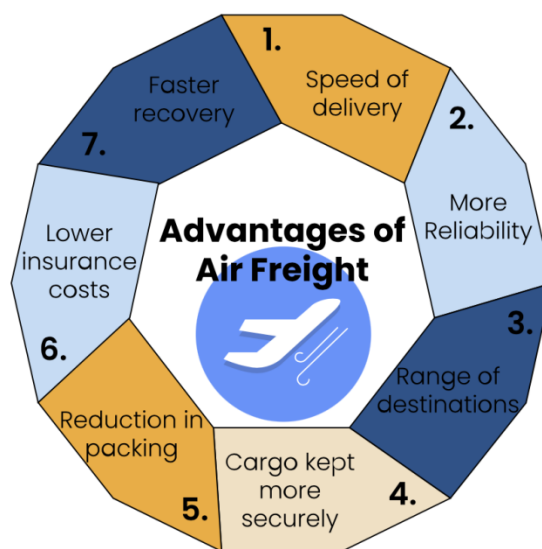 Advantages of
Air Freight
1.
Speed of
delivery
2.
More
Reliability
3.
Range of
destinations
4.
Cargo kept
more
securely
5.
Reduction in
packing
6.
Lower
insurance
costs
7.
Faster
recovery